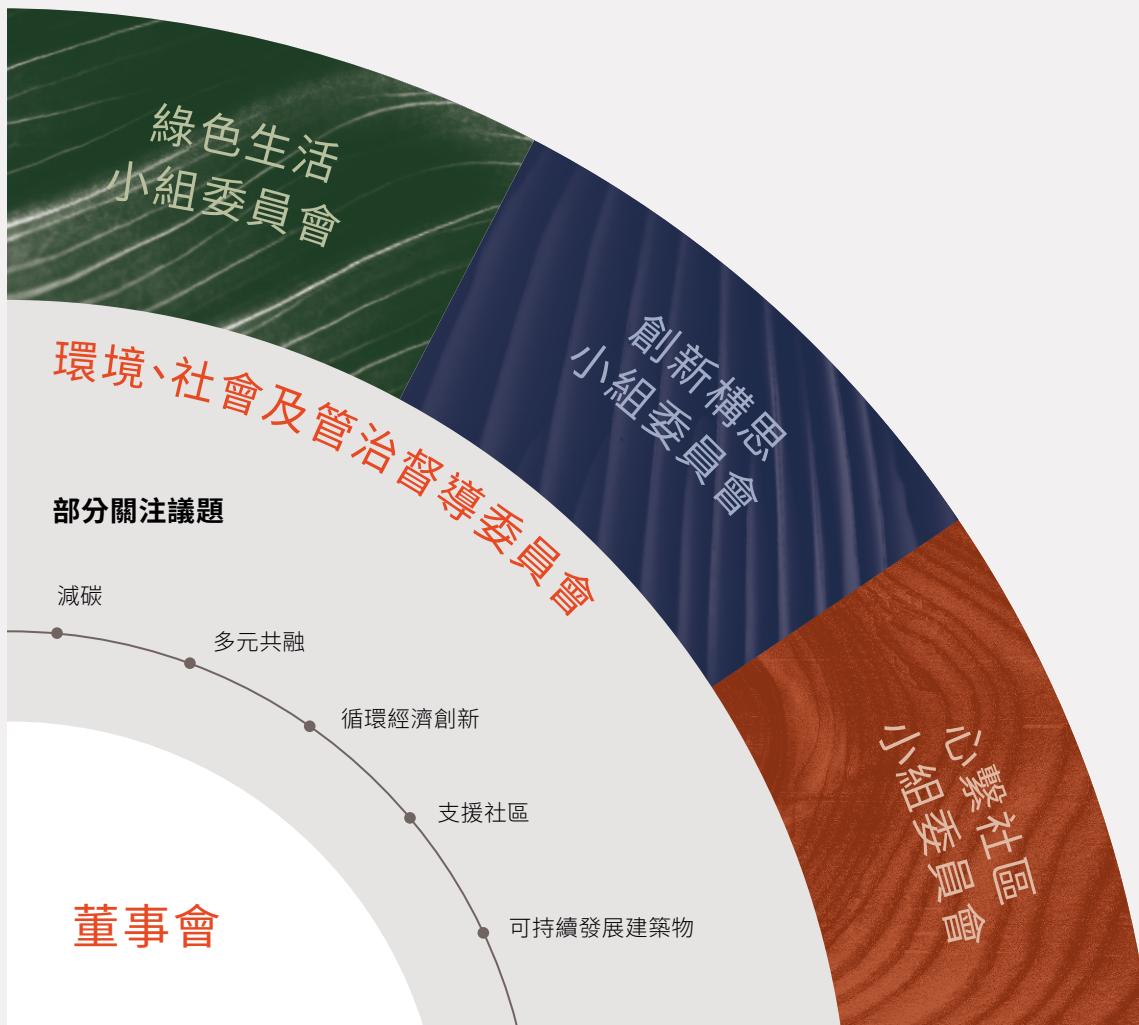 綠色生活
小組委員會
創新構思
小組委員會
心繫社區
小組委員會
環境、社會及管治督導委員會
部分關注議題
減碳
多元共融
循環經濟創新
支援社區
可持續發展建築物
董事會